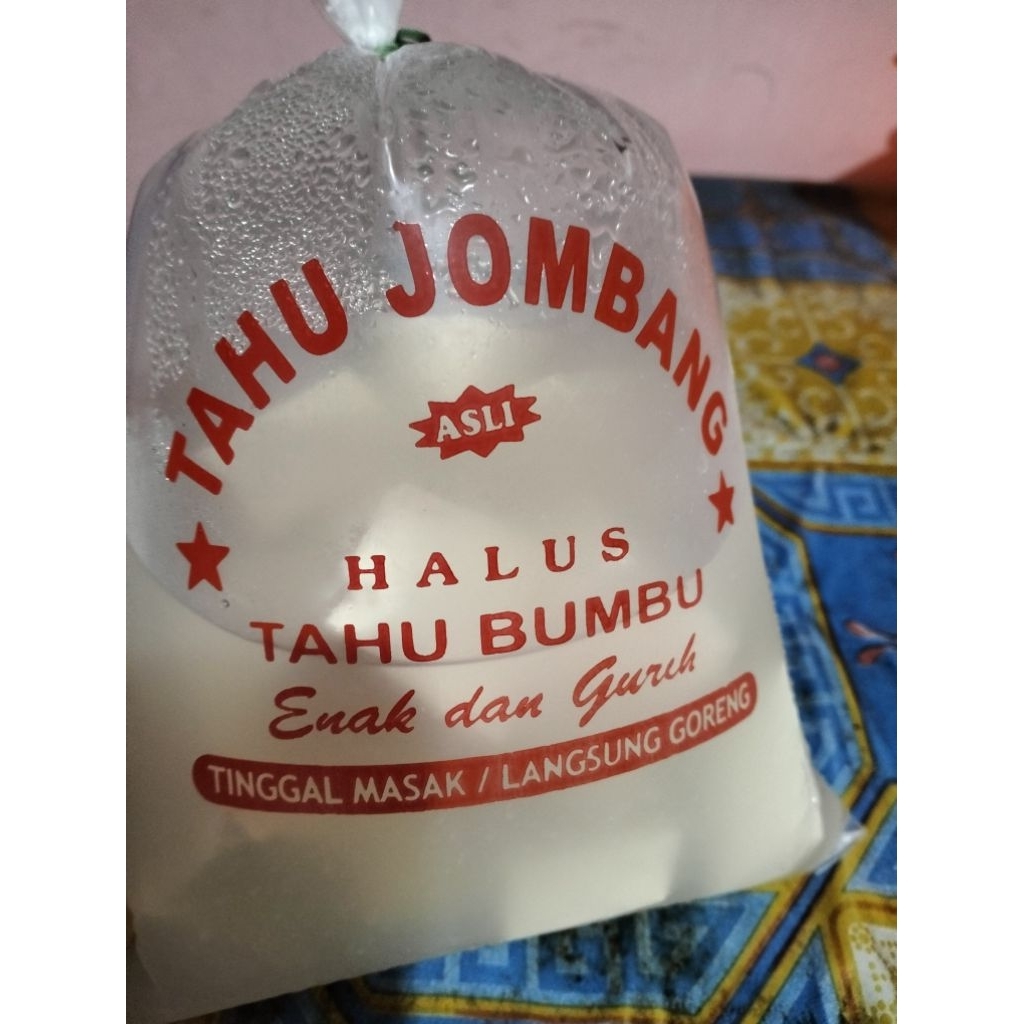 TAHU JOMBANG
ASLI
HALUS
TAHU BUMBU
Enak dan Gurih
TINGGAL MASAK / LANGSUNG GORENG